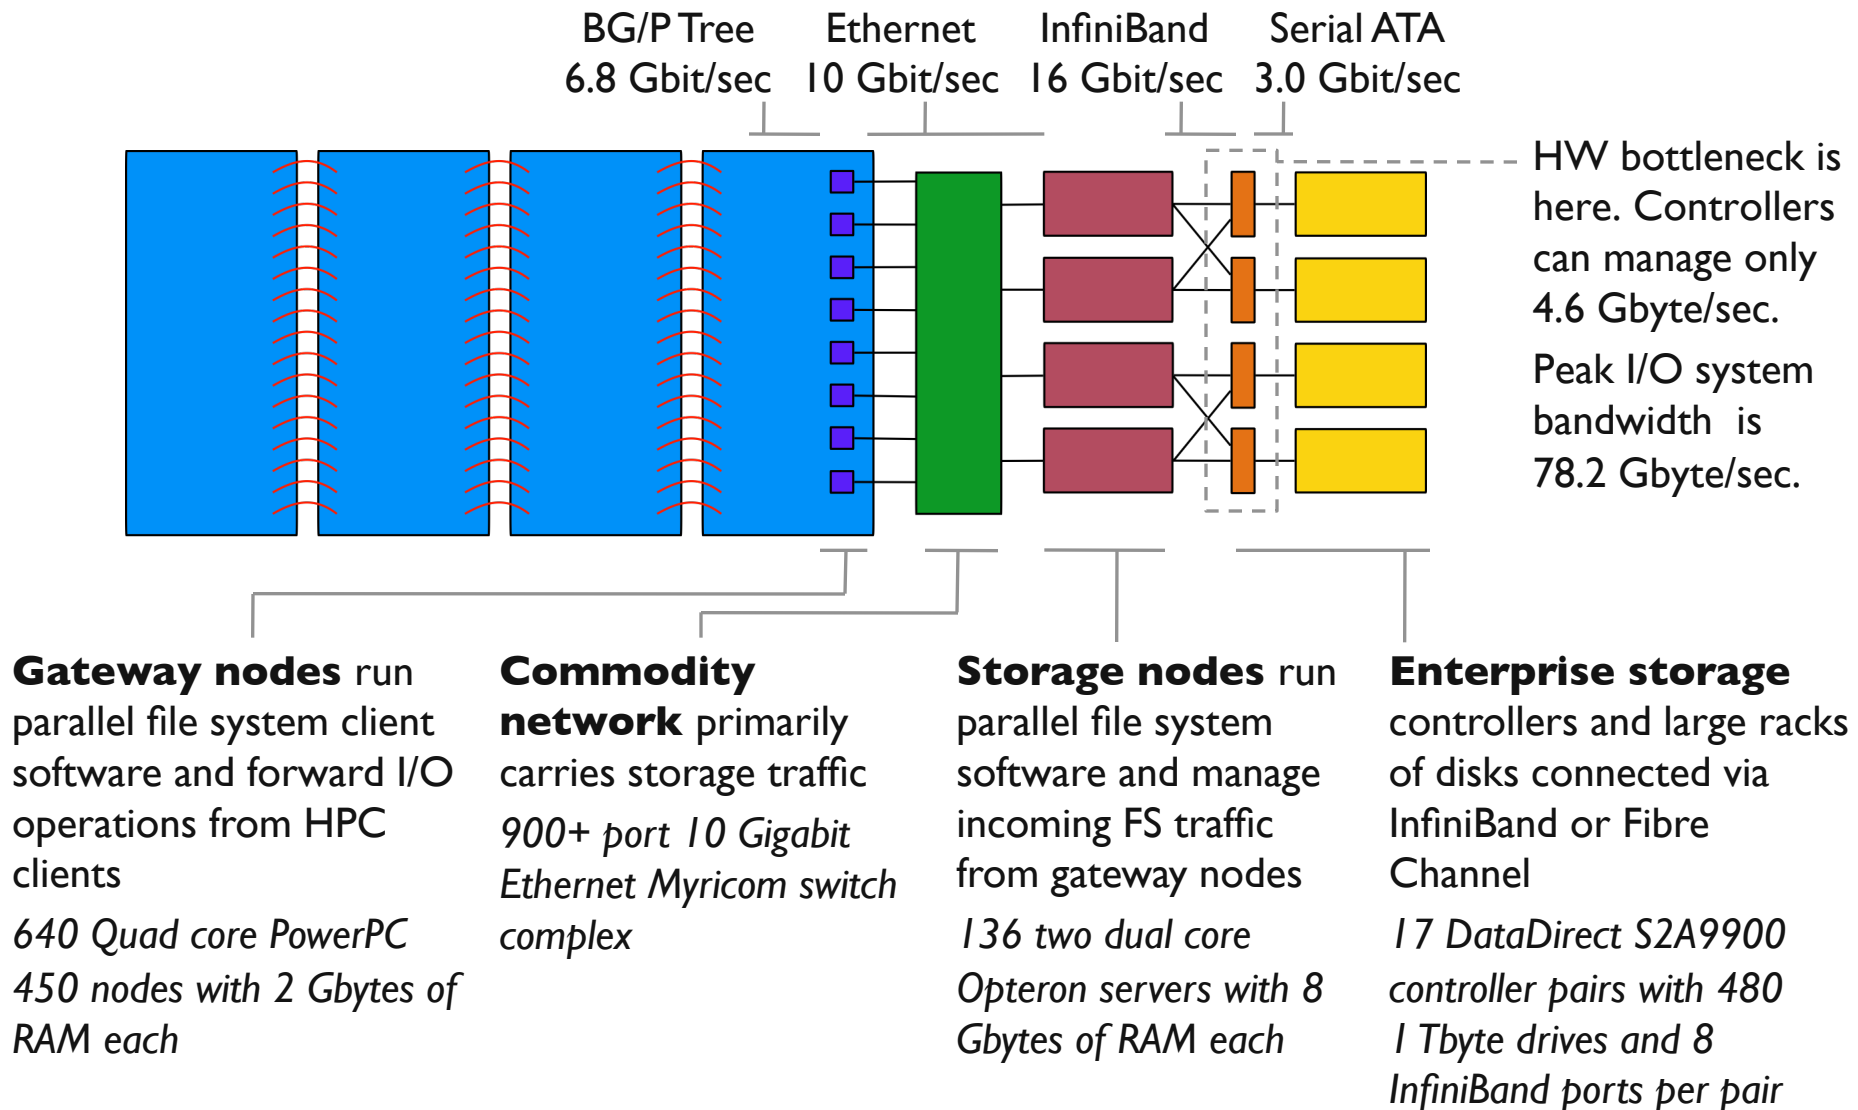 BG/P Tree
6.8 Gbit/sec
Ethernet
10 Gbit/sec
InfiniBand
16 Gbit/sec
Serial ATA
3.0 Gbit/sec
HW bottleneck is
here. Controllers
can manage only
4.6 Gbyte/sec.
Peak I/O system
bandwidth is
78.2 Gbyte/sec.
Gateway nodes run
parallel file system client
software and forward I/O
operations from HPC
clients
640 Quad core PowerPC
450 nodes with 2 Gbytes of
RAM each
Commodity
network primarily
carries storage traffic
900+ port 10 Gigabit
Ethernet Myricom switch
complex
Storage nodes run
parallel file system
software and manage
incoming FS traffic
from gateway nodes
136 two dual core
Opteron servers with 8
Gbytes of RAM each
Enterprise storage
controllers and large racks
of disks connected via
InfiniBand or Fibre
Channel
17 DataDirect S2A9900
controller pairs with 480
1 Tbyte drives and 8
InfiniBand ports per pair